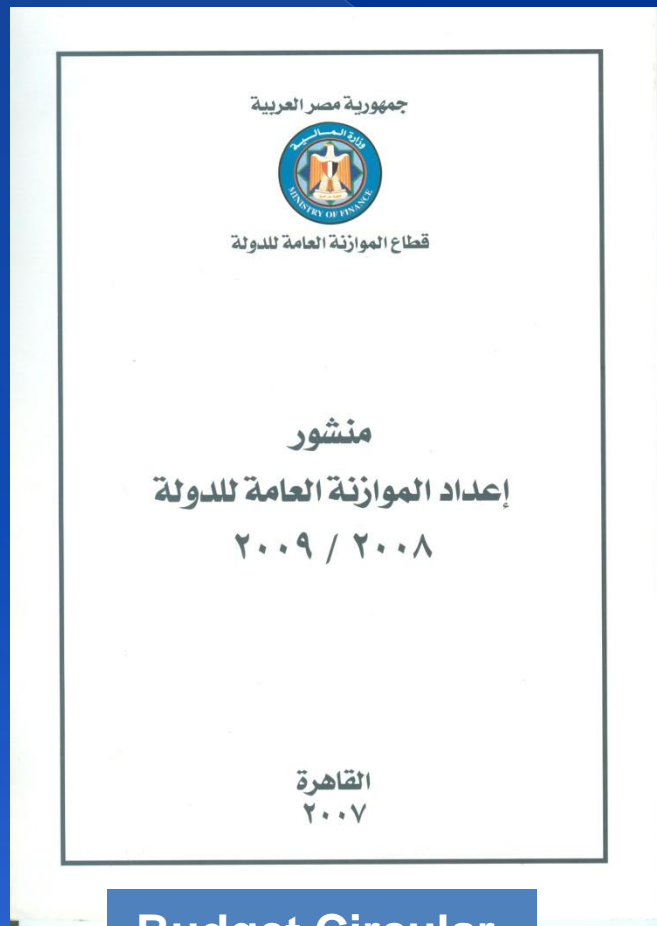 جمهورية مصر العربية
وزارة المالية
MINISTRY OF FINANCE
قطاع الموازنة العامة للدولة
منشور
إعداد الموازنة العامة للدولة
٢٠٠٨ / ٢٠٠٩
القاهرة
٢٠٠٧
Budget Circular